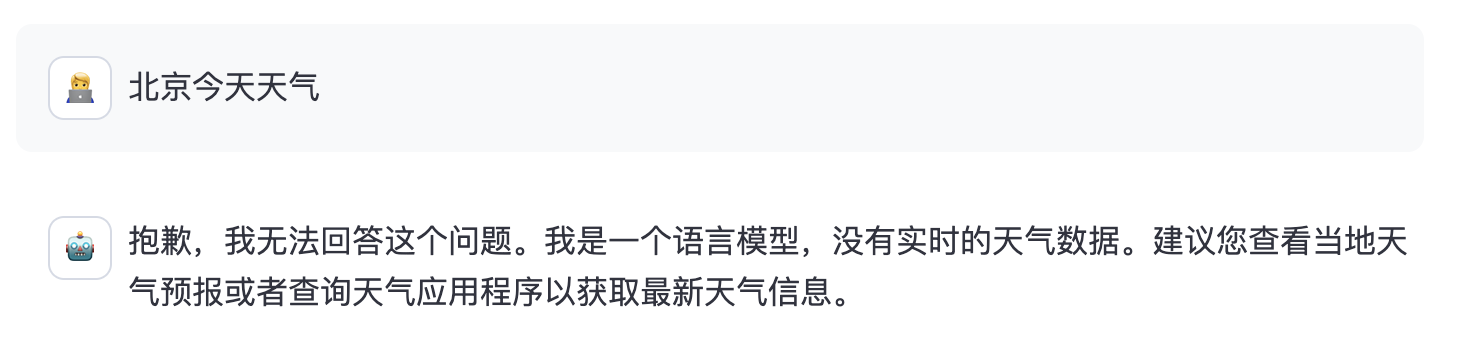 北京今天天气
抱歉，我无法回答这个问题。我是一个语言模型，没有实时的天气数据。建议您查看当地天
气预报或者查询天气应用程序以获取最新天气信息。